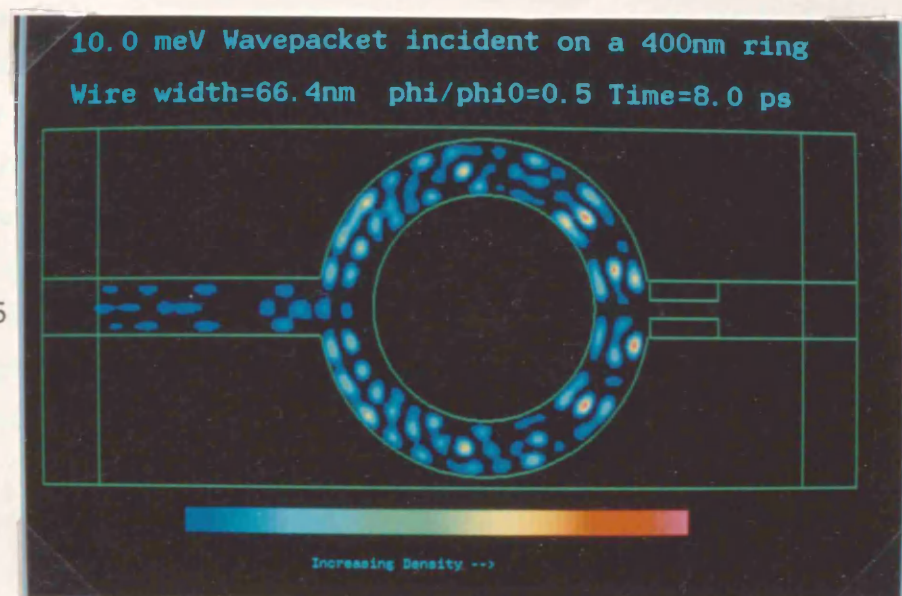 10.0 meV Wavepacket incident on a 400nm ring
Wire width=66.4nm phi/phi0=0.5 Time=8.0 ps
5
Increasing Density -->